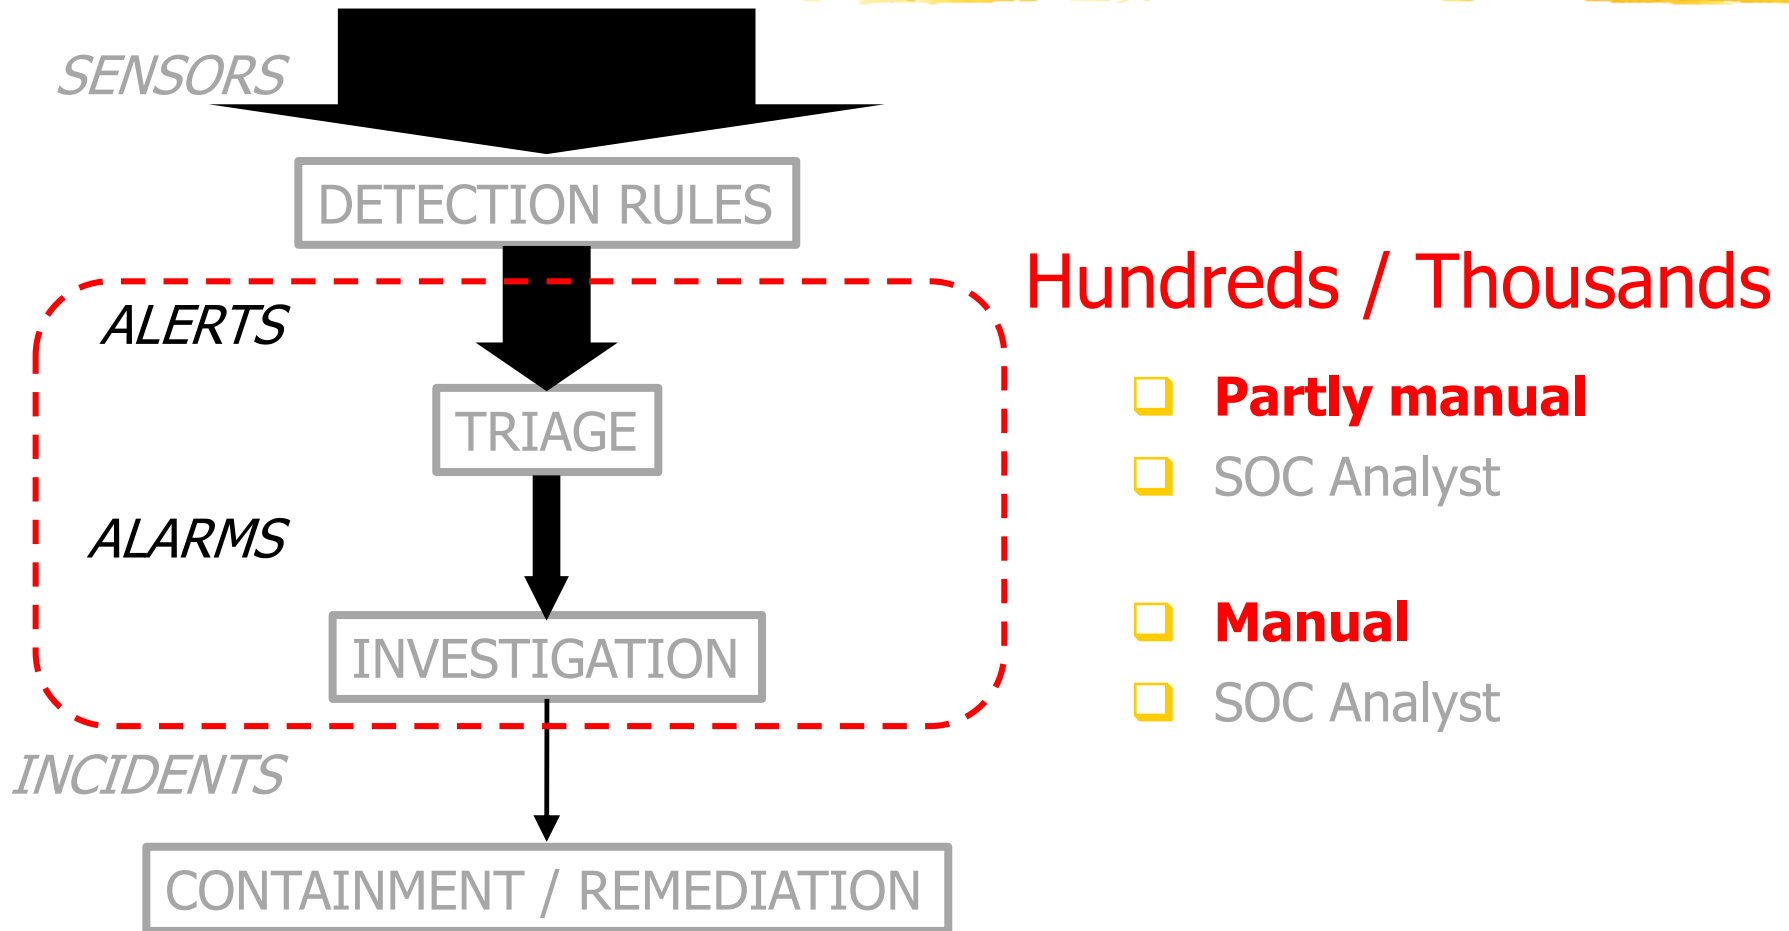 SENSORS
DETECTION RULES
Hundreds / Thousands
ALERTS
Partly manual
TRIAGE
SOC Analyst
ALARMS
Manual
INVESTIGATION
SOC Analyst
INCIDENTS
CONTAINMENT / REMEDIATION